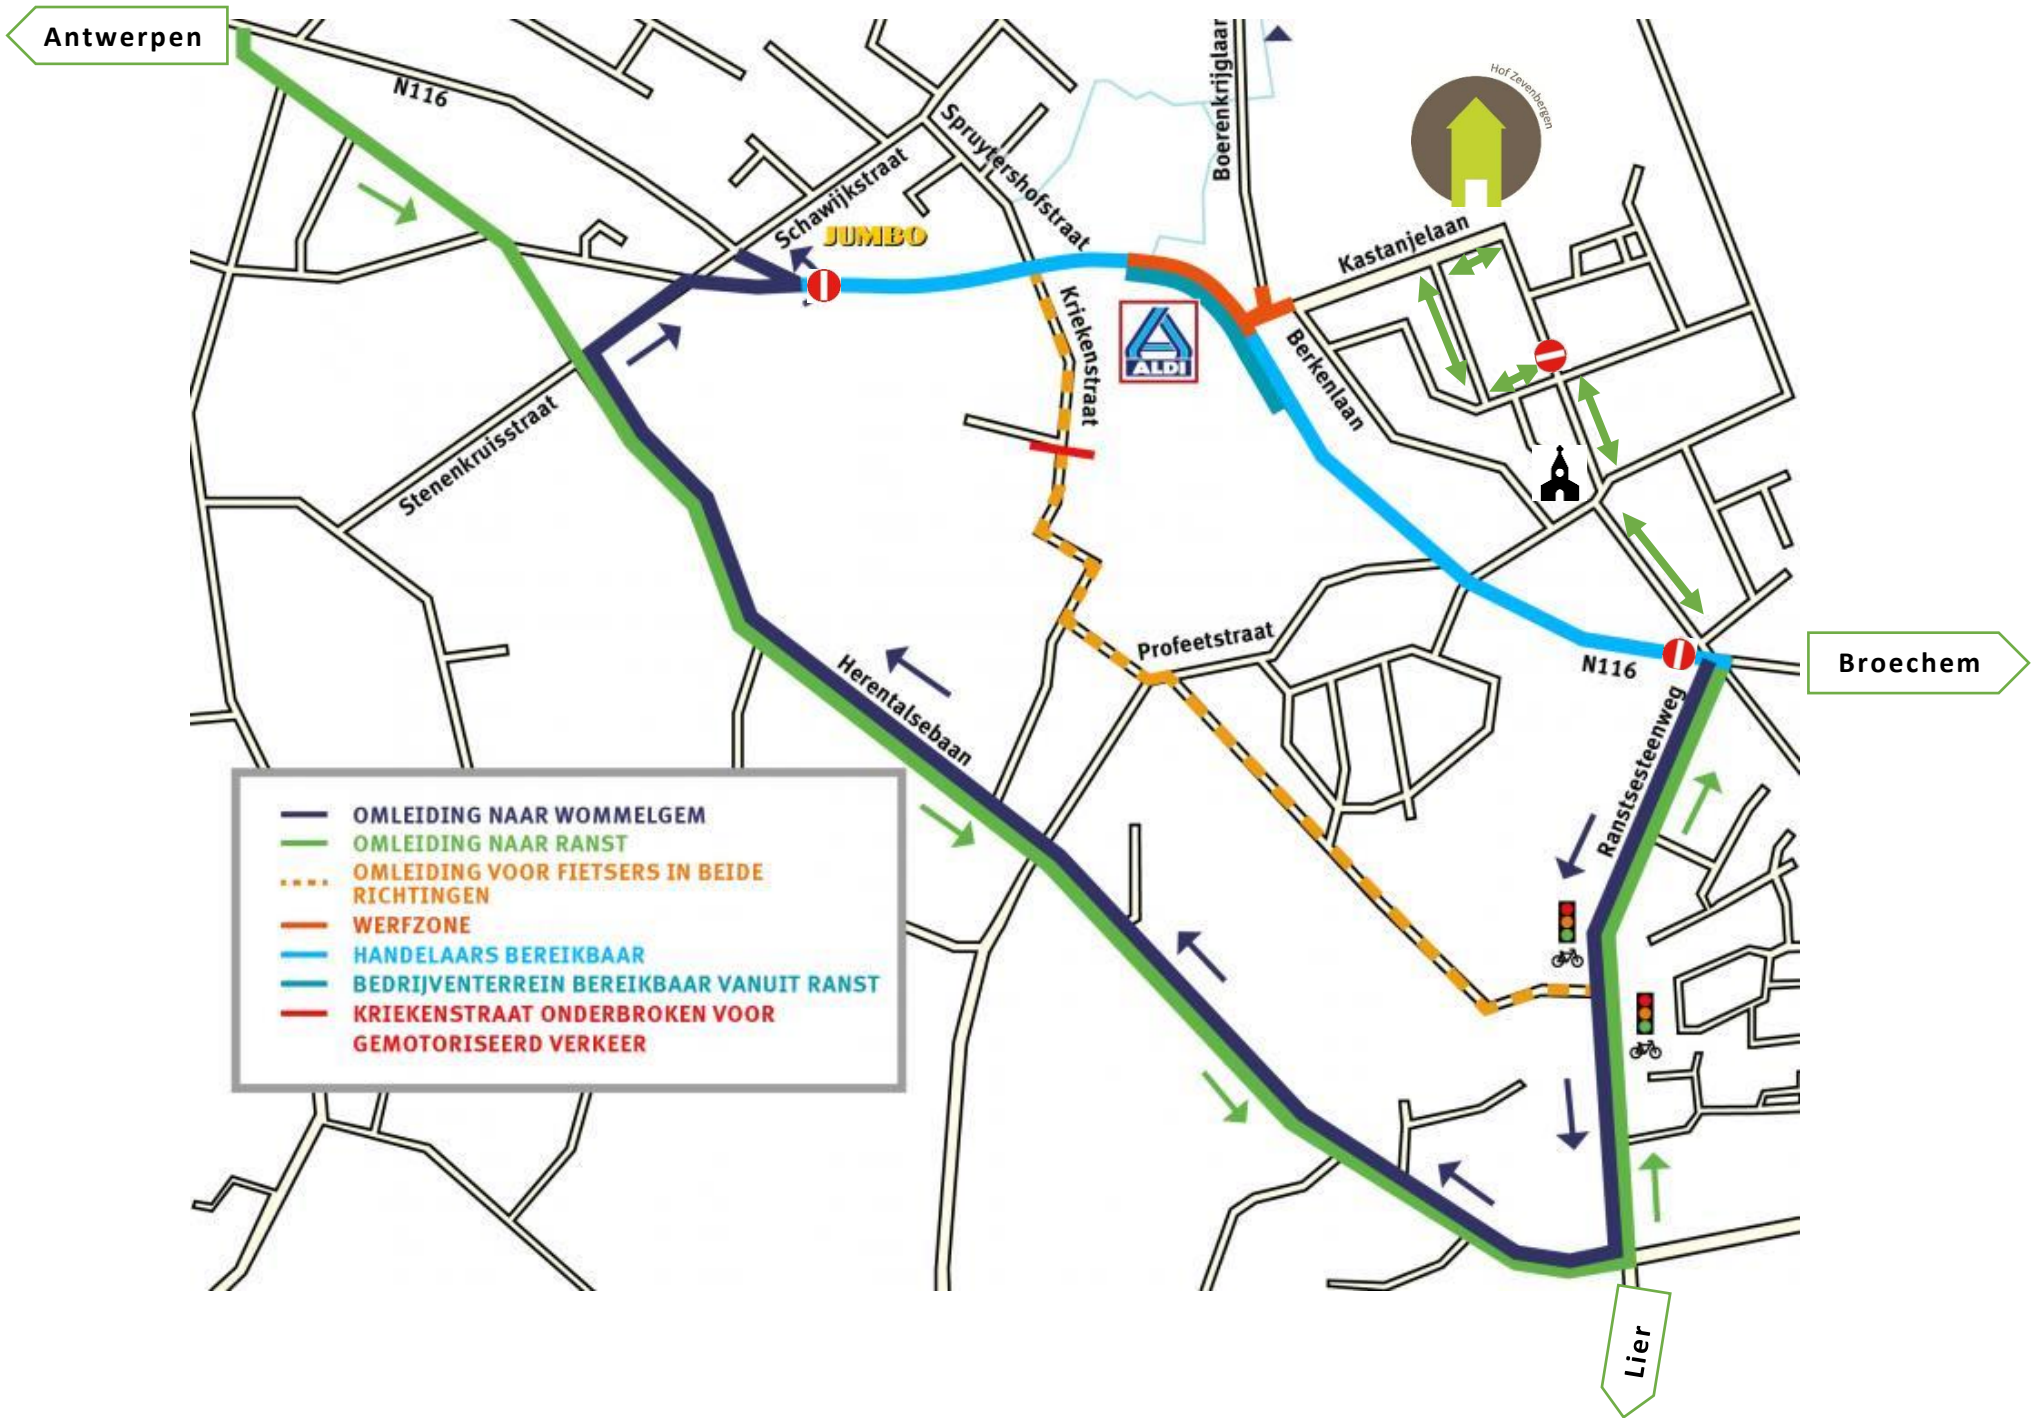 Antwerpen
N116
Hof Zevenbergen
Boerenkrijglaan
Spruytershofstraat
Schawijkstraat
JUMBO
Kastanjelaan
Kriekenstraat
ALDI
Berkenlaan
Stenenkruisstraat
Profeetstraat
Broechem
N116
Herentalsebaan
Ranstsesteenweg
OMLEIDING NAAR WOMMELGEM
OMLEIDING NAAR RANST
OMLEIDING VOOR FIETSERS IN BEIDE
RICHTINGEN
WERFZONE
HANDELAARS BEREIKBAAR
BEDRIJVENTERREIN BEREIKBAAR VANUIT RANST
KRIEKENSTRAAT ONDERBROKEN VOOR
GEMOTORISEERD VERKEER
Lier